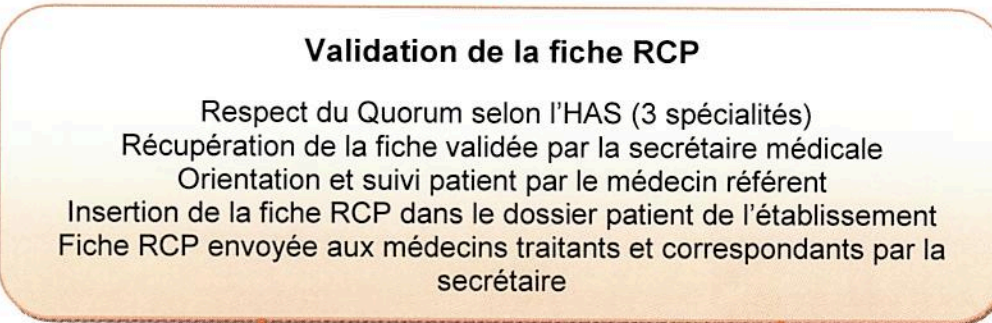 Validation de la fiche RCP
Respect du Quorum selon l'HAS (3 spécialités)
Récupération de la fiche validée par la secrétaire médicale
Orientation et suivi patient par le médecin référent
Insertion de la fiche RCP dans le dossier patient de l'établissement
Fiche RCP envoyée aux médecins traitants et correspondants par la
secrétaire